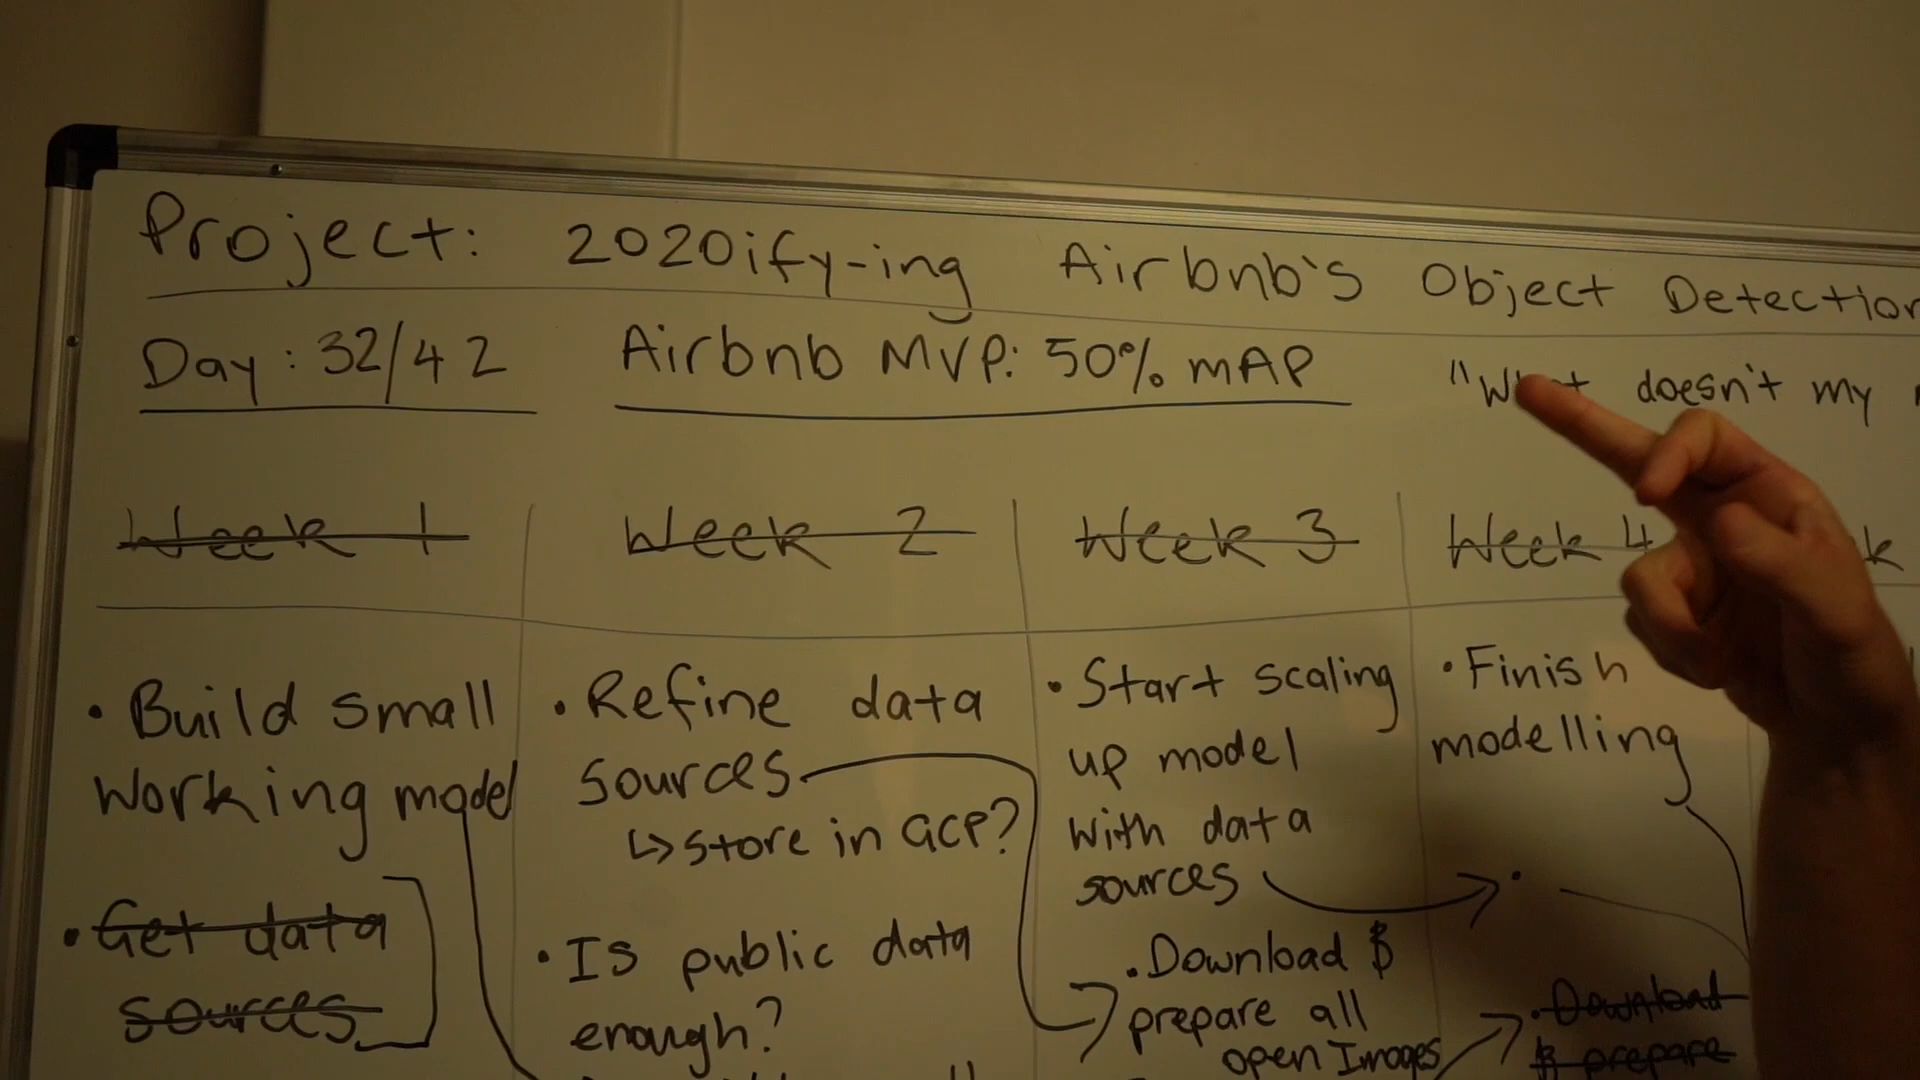 Project: 2020ify-ing Airbnb's Object Detection
Day: 32/42
Airbnb MVP: 50% mAP
"What doesn't my
Week 1
Week 2
Week 3
Week 4
• Build small
working model
• Get data
sources
• Refine data
sources
↳ store in GCP?
• Is public data
enough?
• Start scaling
up model
with data
sources
• Download &
prepare all
open Images
• Finish
modelling
•
• Download
& prepare